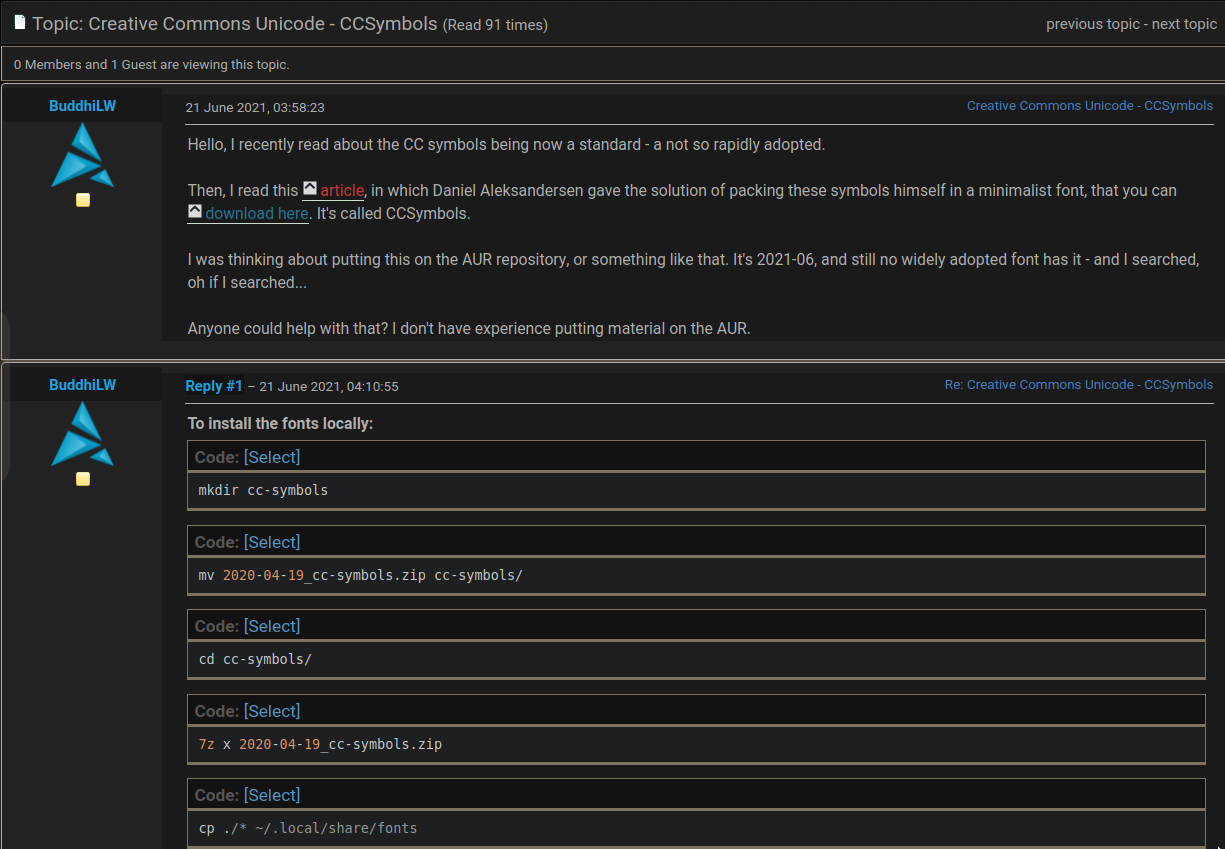 Topic: Creative Commons Unicode - CCSymbols (Read 91 times)
previous topic - next topic
0 Members and 1 Guest are viewing this topic.
BuddhiLW
21 June 2021, 03:58:23
Creative Commons Unicode - CCSymbols
Hello, I recently read about the CC symbols being now a standard - a not so rapidly adopted.
Then, I read this article, in which Daniel Aleksandersen gave the solution of packing these symbols himself in a minimalist font, that you can
download here. It's called CCSymbols.
I was thinking about putting this on the AUR repository, or something like that. It's 2021-06, and still no widely adopted font has it - and I searched,
oh if I searched...
Anyone could help with that? I don't have experience putting material on the AUR.
BuddhiLW
Reply #1 – 21 June 2021, 04:10:55
Re: Creative Commons Unicode - CCSymbols
To install the fonts locally:
Code: [Select]
mkdir cc-symbols
Code: [Select]
mv 2020-04-19_cc-symbols.zip cc-symbols/
Code: [Select]
cd cc-symbols/
Code: [Select]
7z x 2020-04-19_cc-symbols.zip
Code: [Select]
cp ./* ~/.local/share/fonts